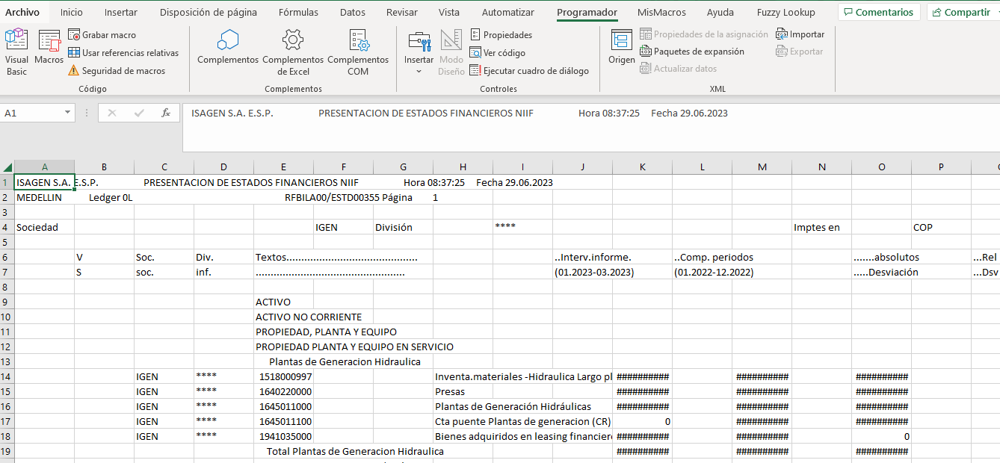 Archivo Inicio Insertar Disposición de página Fórmulas Datos Revisar Vista Automatizar Programador MisMacros Ayuda Fuzzy Lookup Comentarios Compartir
Visual Basic
Macros
Grabar macro
Usar referencias relativas
Seguridad de macros
Código
Complementos
Complementos de Excel
Complementos COM
Complementos
Insertar
Modo Diseño
Propiedades
Ver código
Ejecutar cuadro de diálogo
Controles
Origen
Propiedades de la asignación
Paquetes de expansión
Actualizar datos
Importar
Exportar
XML
A1 fx ISAGEN S.A. E.S.P. PRESENTACION DE ESTADOS FINANCIEROS NIIF Hora 08:37:25 Fecha 29.06.2023
A B C D E F G H I J K L M N O P
1 ISAGEN S.A. E.S.P. PRESENTACION DE ESTADOS FINANCIEROS NIIF Hora 08:37:25 Fecha 29.06.2023
2 MEDELLIN Ledger 0L RFBILA00/ESTD00355 Página 1
3
4 Sociedad IGEN División **** Imptes en COP
5
6 V Soc. Div. Textos.......................................... ..Interv.informe. ..Comp. periodos .......absolutos ...Rel
7 S soc. inf. ................................................ (01.2023-03.2023) (01.2022-12.2022) .....Desviación ...Dsv
8
9 ACTIVO
10 ACTIVO NO CORRIENTE
11 PROPIEDAD, PLANTA Y EQUIPO
12 PROPIEDAD PLANTA Y EQUIPO EN SERVICIO
13 Plantas de Generacion Hidraulica
14 IGEN **** 1518000997 Inventa.materiales -Hidraulica Largo pl ########## ########## ##########
15 IGEN **** 1640220000 Presas ########## ########## ##########
16 IGEN **** 1645011000 Plantas de Generación Hidráulicas ########## ########## ##########
17 IGEN **** 1645011100 Cta puente Plantas de generacion (CR) 0 ########## ##########
18 IGEN **** 1941035000 Bienes adquiridos en leasing financiero ########## ########## 0
19 Total Plantas de Generacion Hidraulica ########## ########## ##########